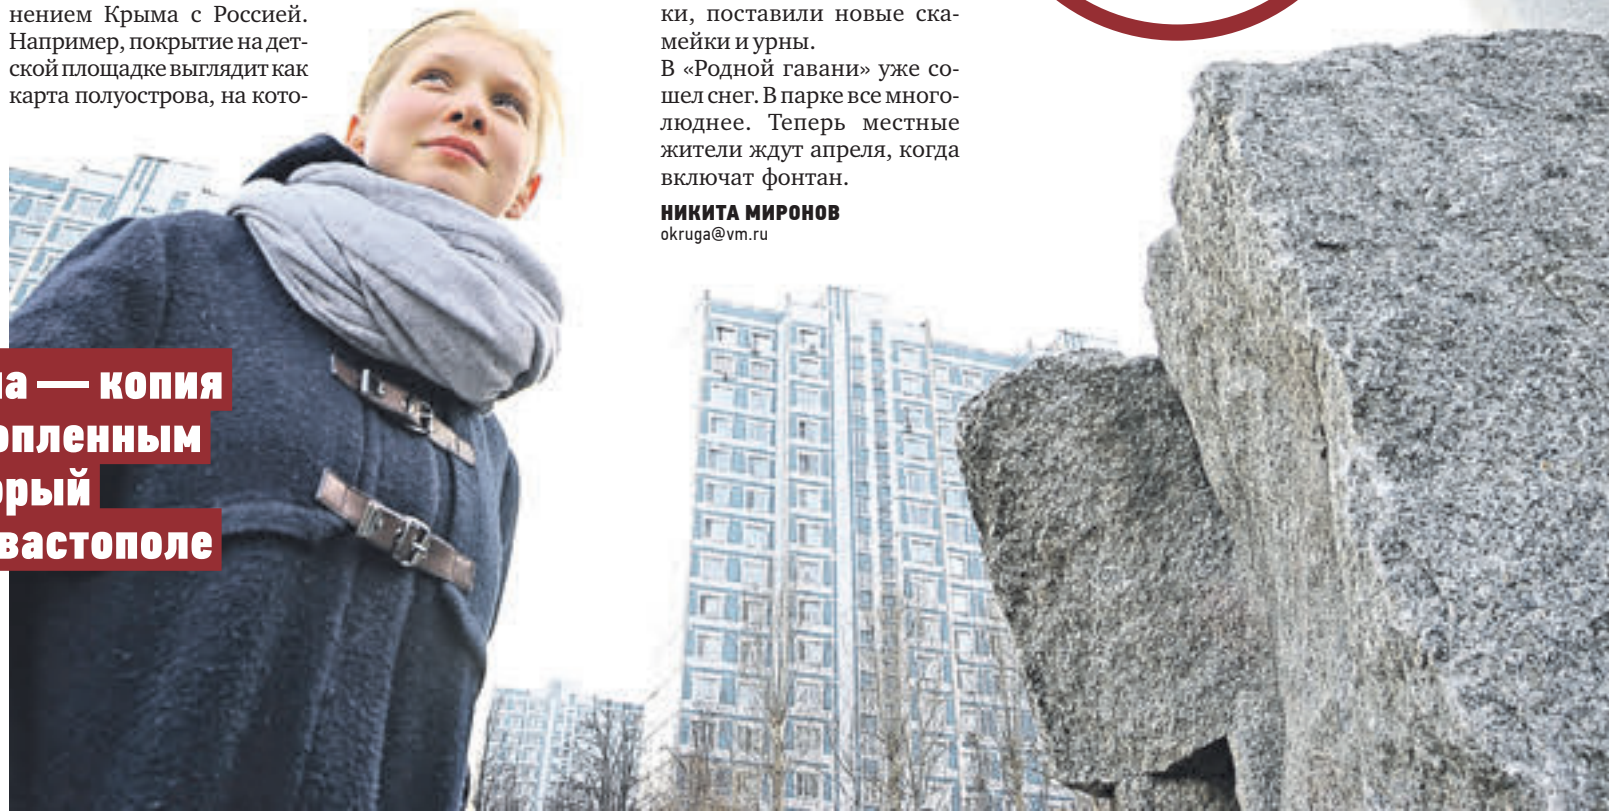 нением Крыма с Россией.
Например, покрытие на дет-
ской площадке выглядит как
карта полуострова, на кото-
ки, поставили новые ска-
мейки и урны.
В «Родной гавани» уже со-
шел снег. В парке все много-
люднее. Теперь местные
жители ждут апреля, когда
включат фонтан.
НИКИТА МИРОНОВ
okruga@vm.ru
— копия